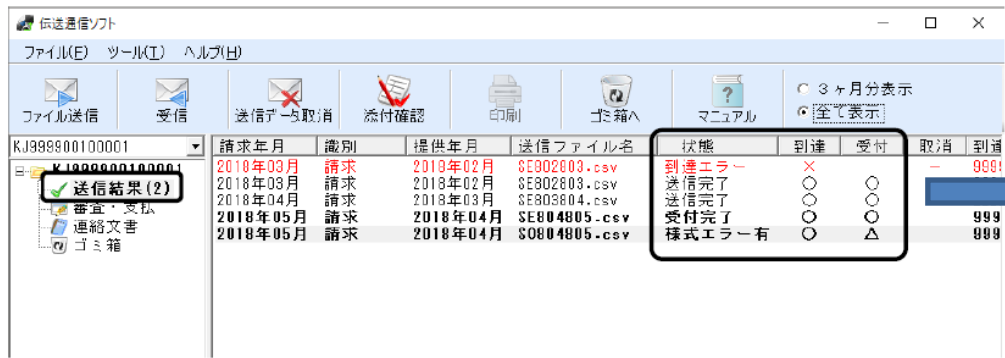 伝送通信ソフト
ファイル(F) ツール(T) ヘルプ(H)
ファイル送信 受信 送信データ取消 添付確認 印刷 ゴミ箱へ マニュアル
３ヶ月分表示
全て表示
KJ999900100001
請求年月 識別 提供年月 送信ファイル名 状態 到達 受付 取消 到達
KJ999900100001
送信結果(2)
審査・支払
連絡文書
ゴミ箱
2018年03月 請求 2018年02月 SE802803.csv 到達エラー × － 999
2018年03月 請求 2018年02月 SE802803.csv 送信完了 ○ ○
2018年04月 請求 2018年03月 SE803804.csv 送信完了 ○ ○
2018年05月 請求 2018年04月 SE804805.csv 受付完了 ○ ○ 999
2018年05月 請求 2018年04月 SO804805.csv 様式エラー有 ○ △ 999